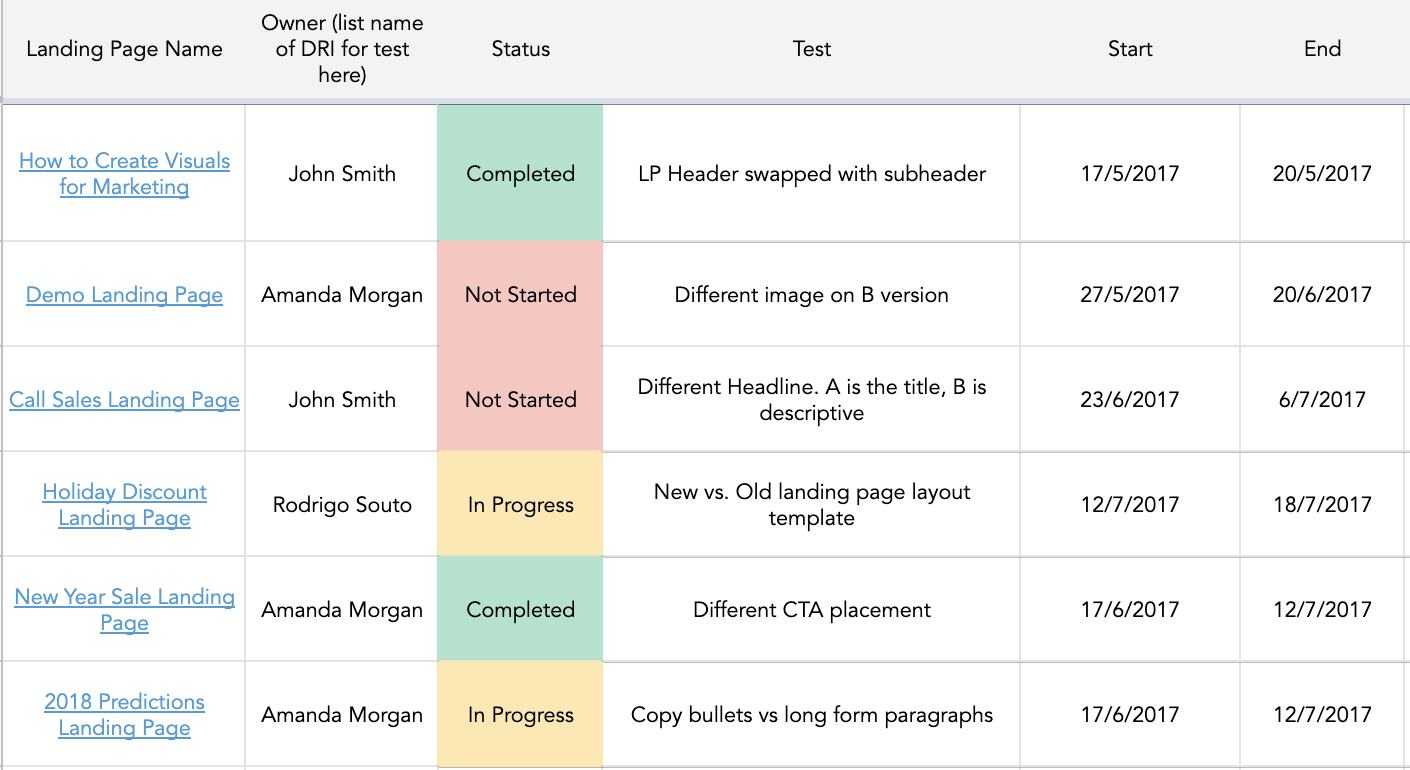 Landing Page Name
Owner (list name
of DRI for test
here)
Status
Test
Start
End
How to Create Visuals
for Marketing
John Smith
Completed
LP Header swapped with subheader
17/5/2017
20/5/2017
Demo Landing Page
Amanda Morgan
Not Started
Different image on B version
27/5/2017
20/6/2017
Call Sales Landing Page
John Smith
Not Started
Different Headline. A is the title, B is
descriptive
23/6/2017
6/7/2017
Holiday Discount
Landing Page
Rodrigo Souto
In Progress
New vs. Old landing page layout
template
12/7/2017
18/7/2017
New Year Sale Landing
Page
Amanda Morgan
Completed
Different CTA placement
17/6/2017
12/7/2017
2018 Predictions
Landing Page
Amanda Morgan
In Progress
Copy bullets vs long form paragraphs
17/6/2017
12/7/2017